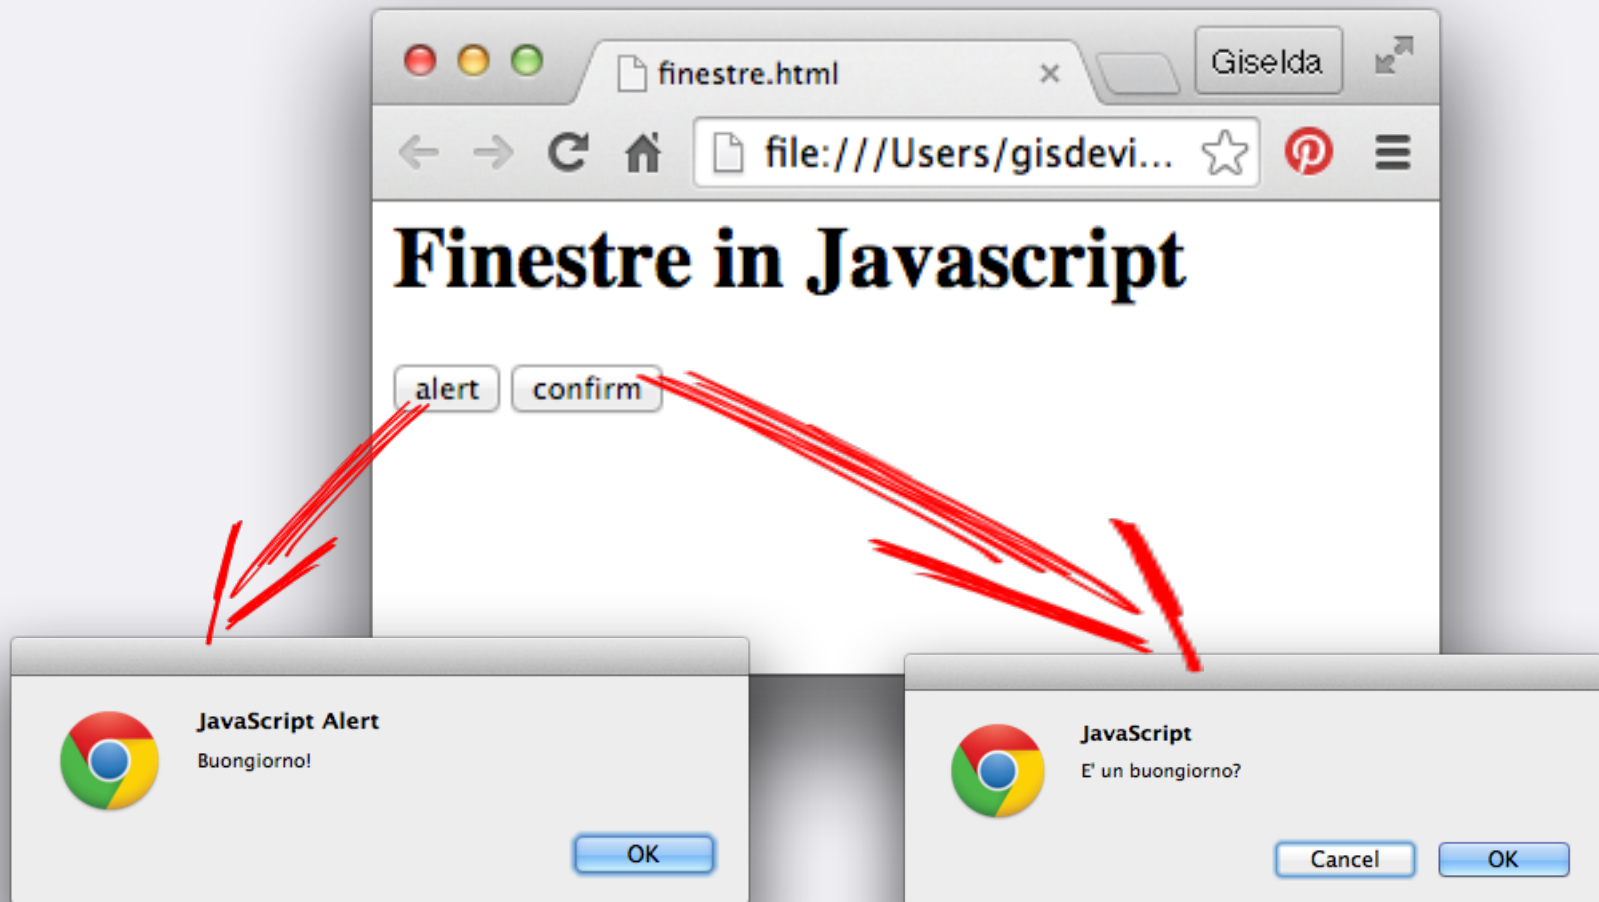 finestre.html
Giselda
file:///Users/gisdevi...
Finestre in Javascript
alert confirm
JavaScript Alert
Buongiorno!
OK
JavaScript
E' un buongiorno?
Cancel OK